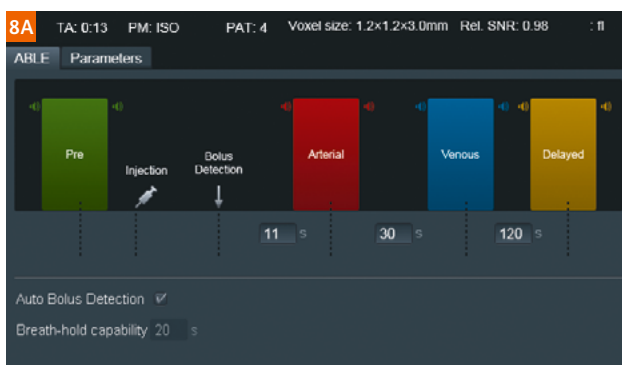 8A TA: 0:13 PM: ISO PAT: 4 Voxel size: 1.2×1.2×3.0mm Rel. SNR: 0.98 : fl
ABLE Parameters
Pre Injection Bolus Detection Arterial Venous Delayed
11 s 30 s 120 s
Auto Bolus Detection
Breath-hold capability 20 s